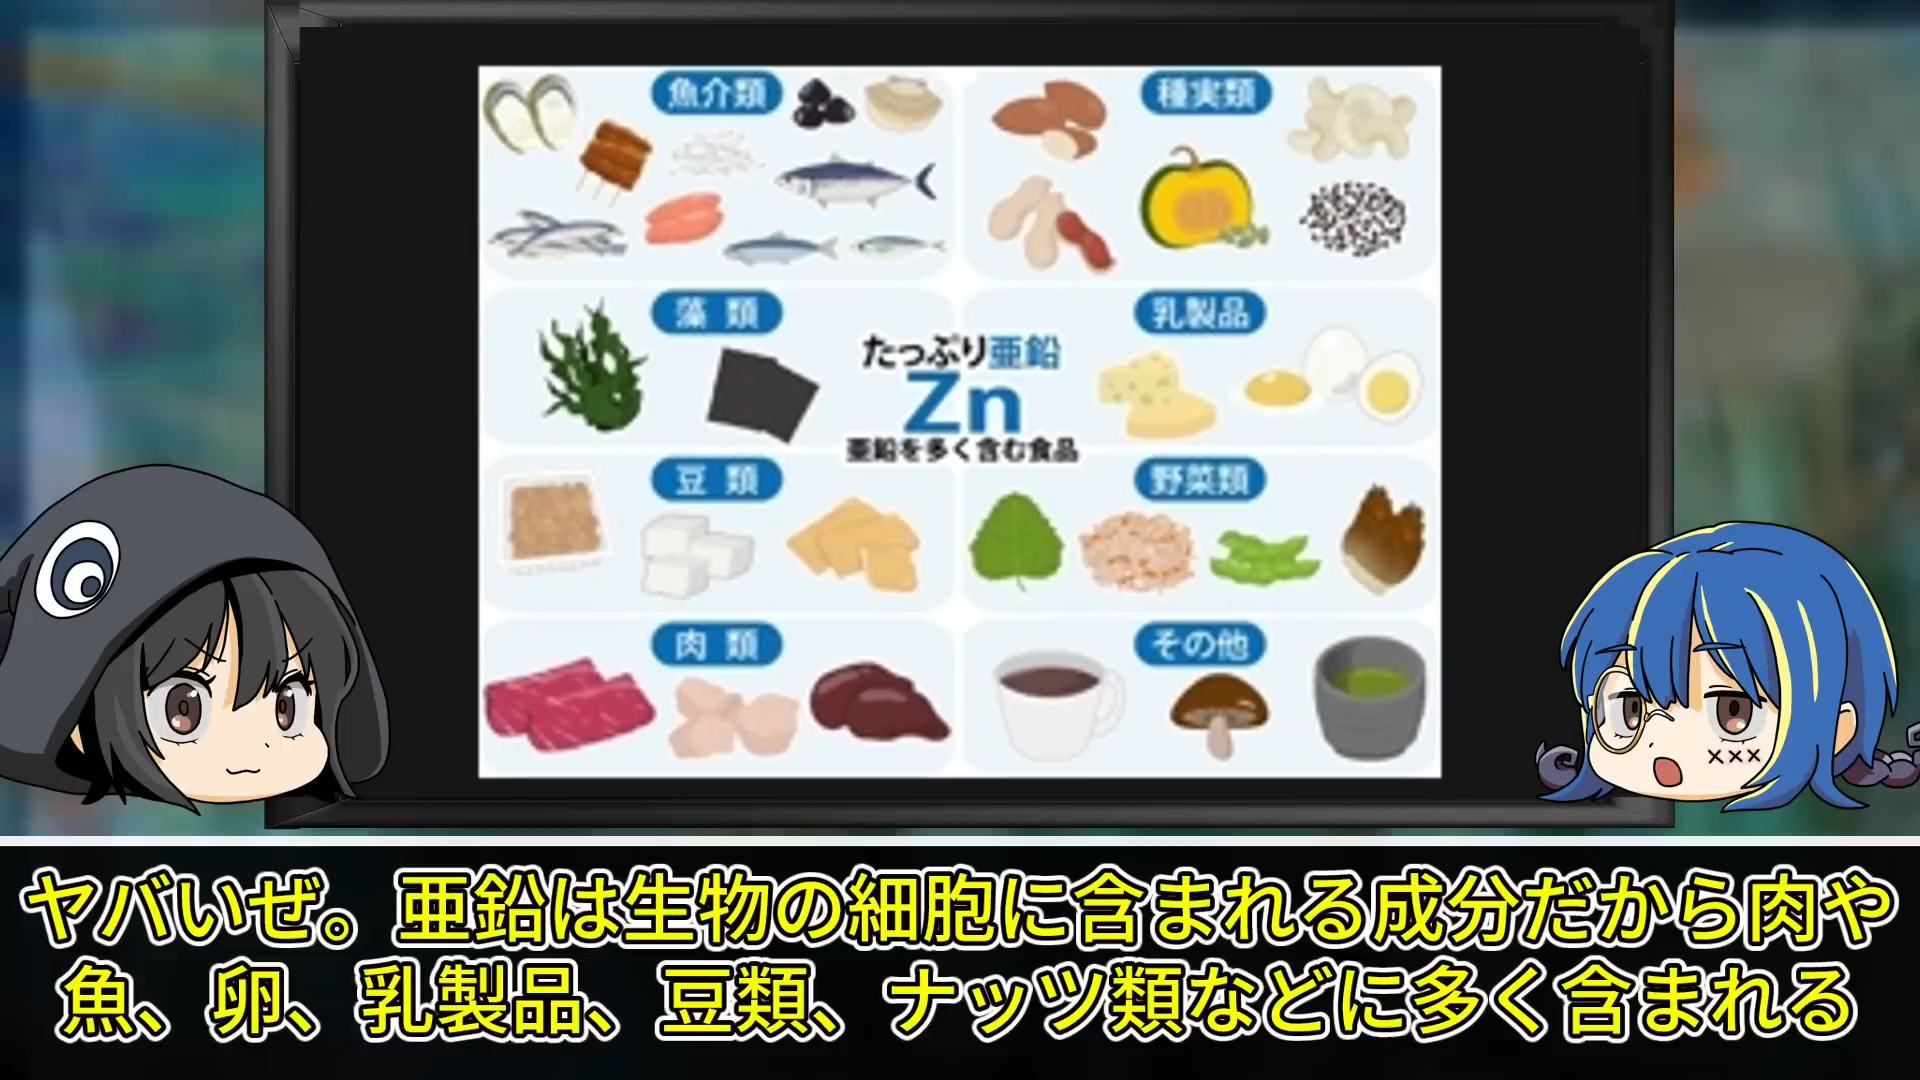 魚介類
種実類
藻 類
乳製品
たっぷり亜鉛
Zn
亜鉛を多く含む食品
豆 類
野菜類
肉 類
その他
ヤバいぜ。亜鉛は生物の細胞に含まれる成分だから肉や
魚、卵、乳製品、豆類、ナッツ類などに多く含まれる